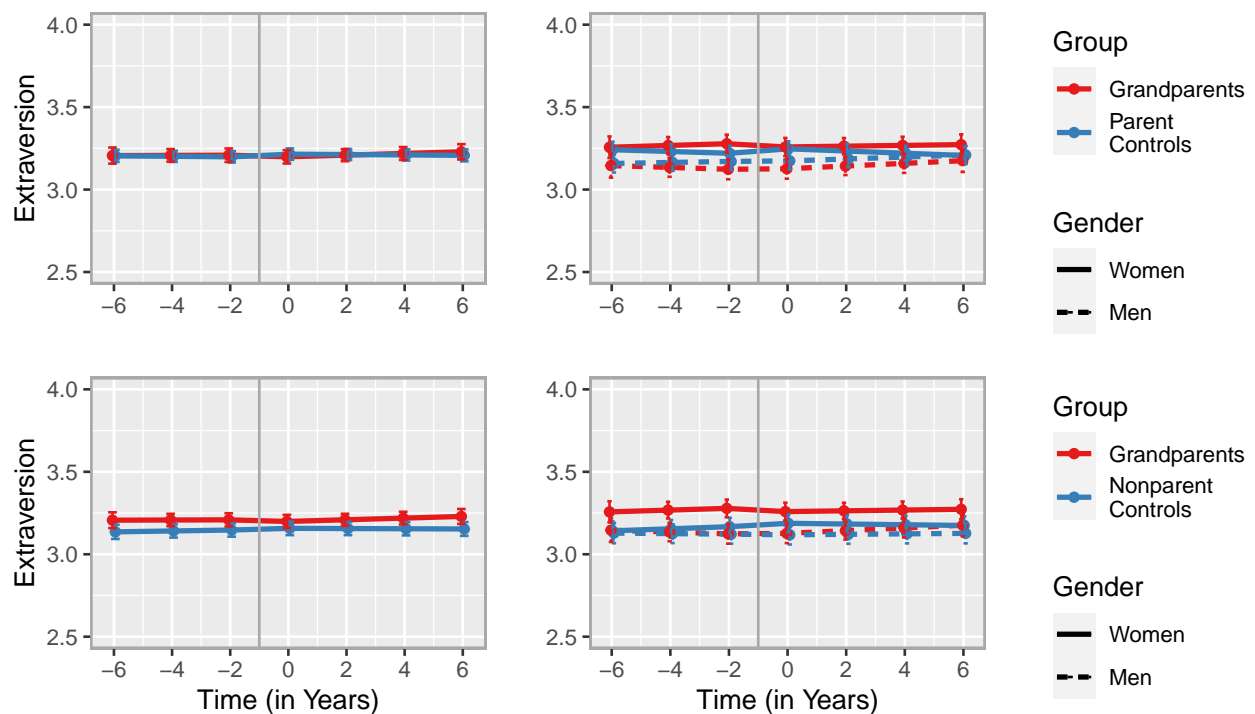 4.0
3.5
3.0
2.5
Extraversion
−6 −4 −2 0 2 4 6
4.0
3.5
3.0
2.5
−6 −4 −2 0 2 4 6
Group
Grandparents
Parent
Controls
Gender
Women
Men
4.0
3.5
3.0
2.5
Extraversion
−6 −4 −2 0 2 4 6
Time (in Years)
4.0
3.5
3.0
2.5
−6 −4 −2 0 2 4 6
Time (in Years)
Group
Grandparents
Nonparent
Controls
Gender
Women
Men